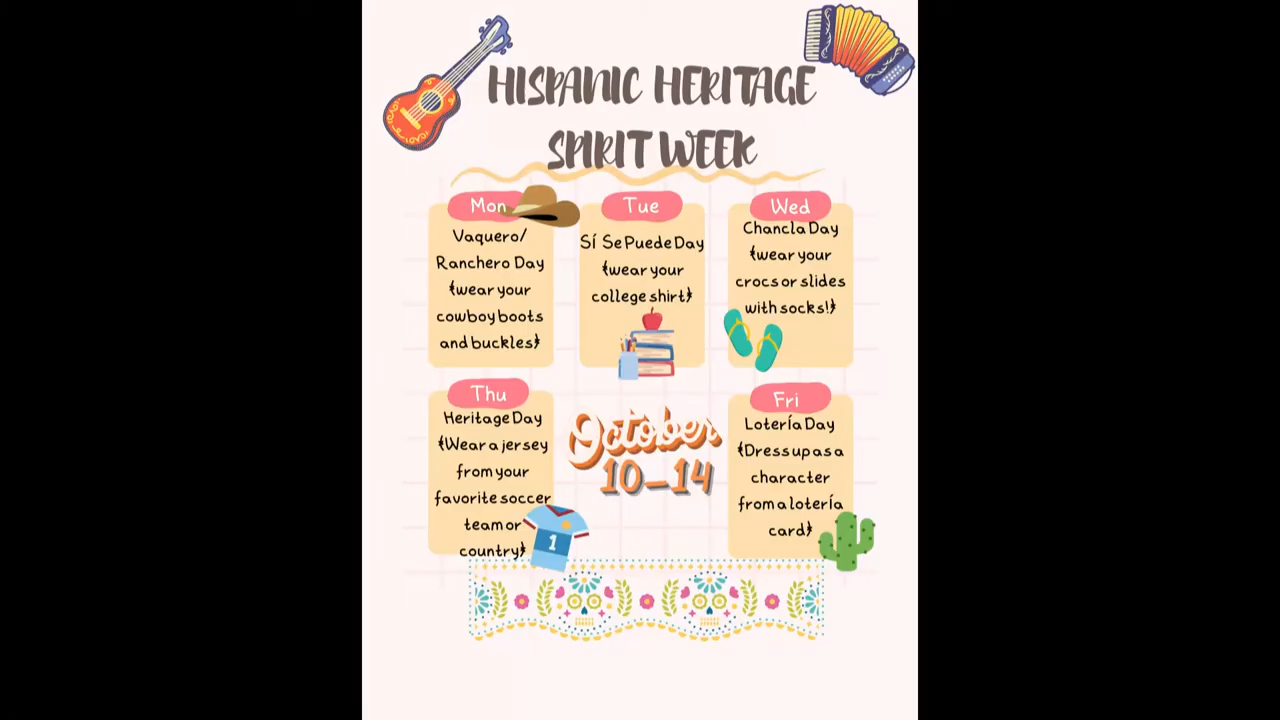 HISPANIC HERITAGE
SPIRIT WEEK
Mon
Vaquero/
Ranchero Day
{wear your
cowboy boots
and buckles}
Tue
Sí Se Puede Day
{wear your
college shirt}
Wed
Chancla Day
{wear your
crocs or slides
with socks!}
Thu
Heritage Day
{Wear a jersey
from your
favorite soccer
team or
country}
1
October
10-14
Fri
Lotería Day
{Dress up as a
character
from a lotería
card}